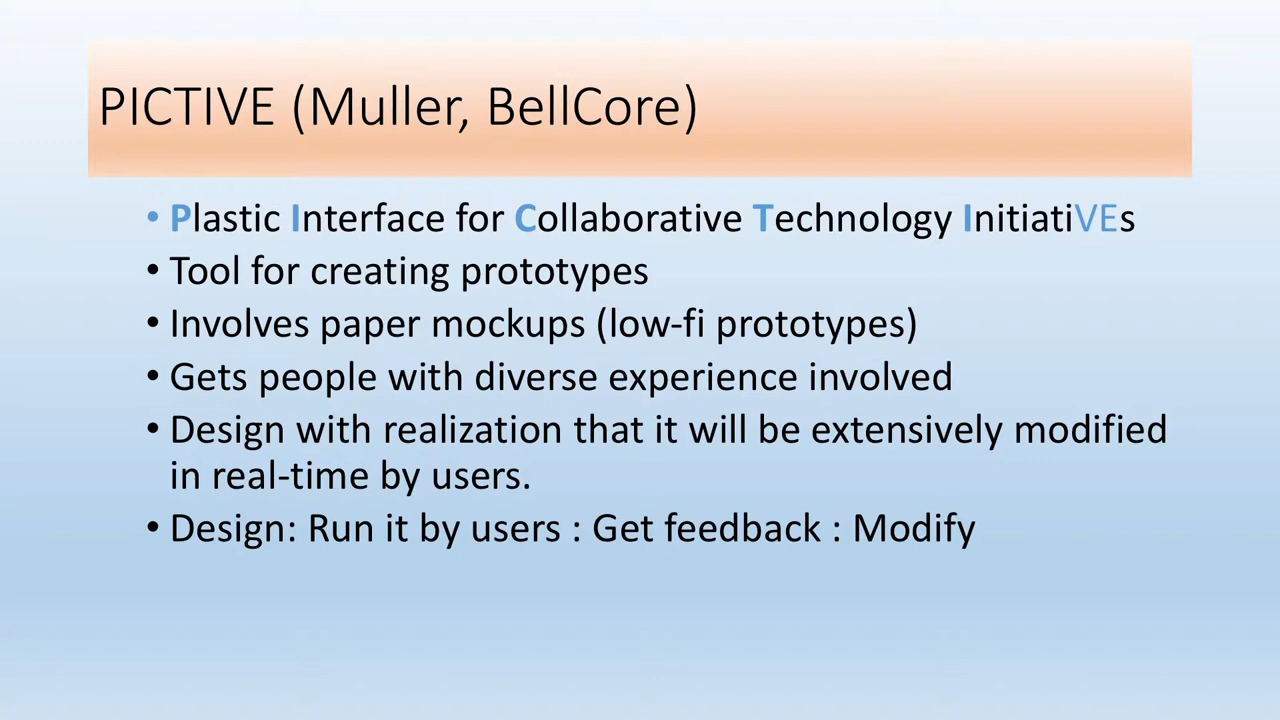 PICTIVE (Muller, BellCore)
• Plastic Interface for Collaborative Technology InitiatiVEs
• Tool for creating prototypes
• Involves paper mockups (low-fi prototypes)
• Gets people with diverse experience involved
• Design with realization that it will be extensively modified
in real-time by users.
• Design: Run it by users : Get feedback : Modify